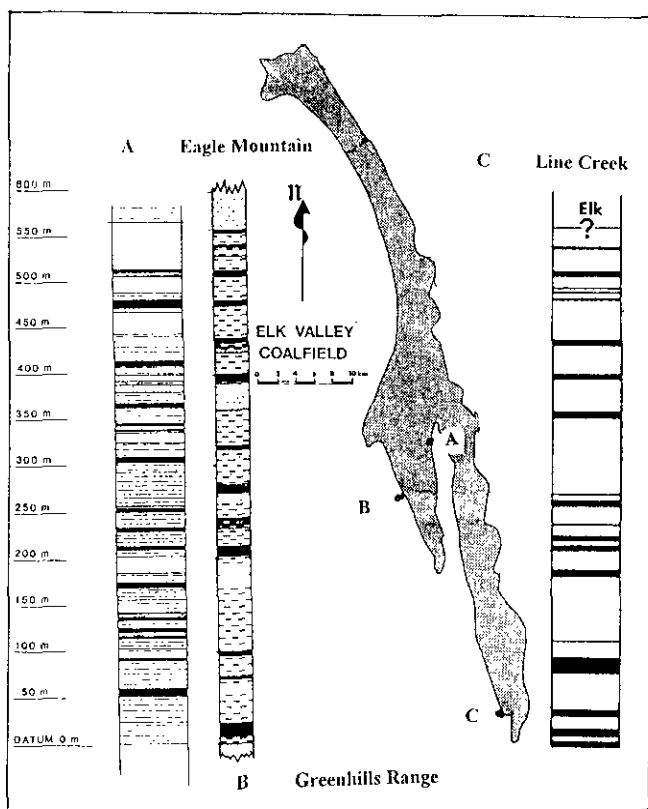 A Eagle Mountain C Line Creek
600 m
Elk
?
550 m
500 m
450 m
ELK VALLEY
COALFIELD
400 m
350 m
A
300 m
B
250 m
200 m
150 m
100 m
50 m
C
DATUM 0 m
B Greenhills Range